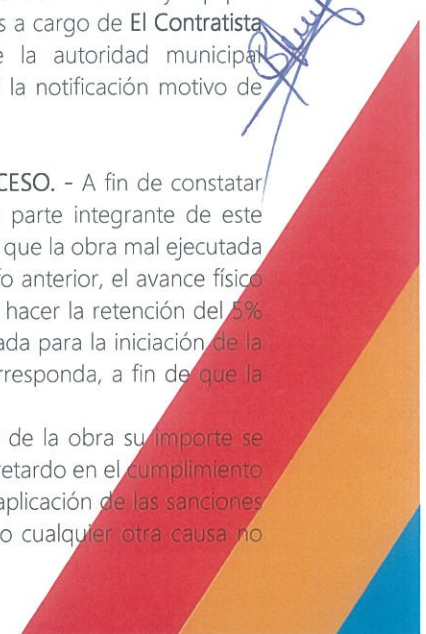 s a cargo de El Contratista
e la autoridad municipal
la notificación motivo de
CESO. - A fin de constatar
parte integrante de este
que la obra mal ejecutada
fo anterior, el avance físico
hacer la retención del 5%
ada para la iniciación de la
rresponda, a fin de que la
de la obra su importe se
retardo en el cumplimiento
aplicación de las sanciones
o cualquier otra causa no